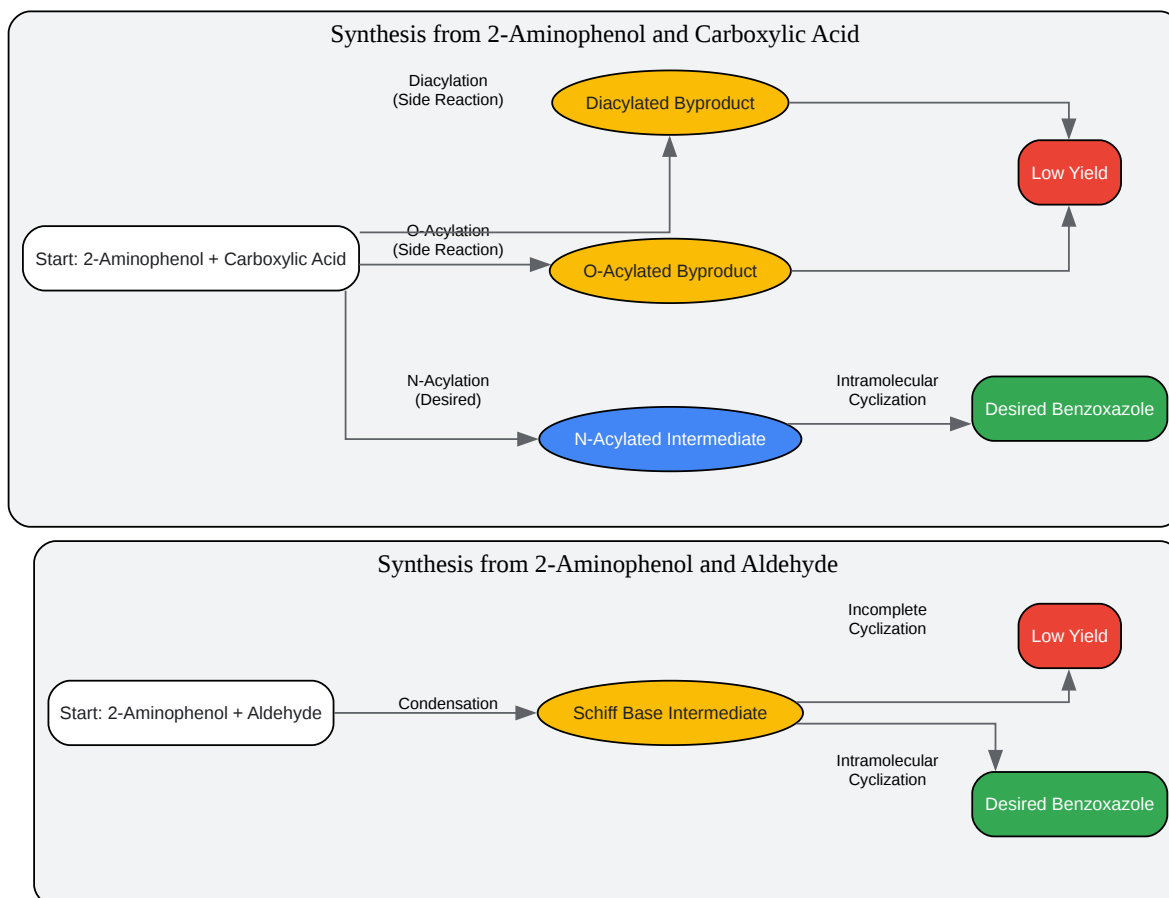 Synthesis from 2-Aminophenol and Carboxylic Acid
Diacylation
(Side Reaction)
Diacylated Byproduct
Low Yield
O-Acylation
(Side Reaction)
Start: 2-Aminophenol + Carboxylic Acid
O-Acylated Byproduct
N-Acylation
(Desired)
N-Acylated Intermediate
Intramolecular
Cyclization
Desired Benzoxazole
Synthesis from 2-Aminophenol and Aldehyde
Start: 2-Aminophenol + Aldehyde
Condensation
Schiff Base Intermediate
Incomplete
Cyclization
Low Yield
Intramolecular
Cyclization
Desired Benzoxazole